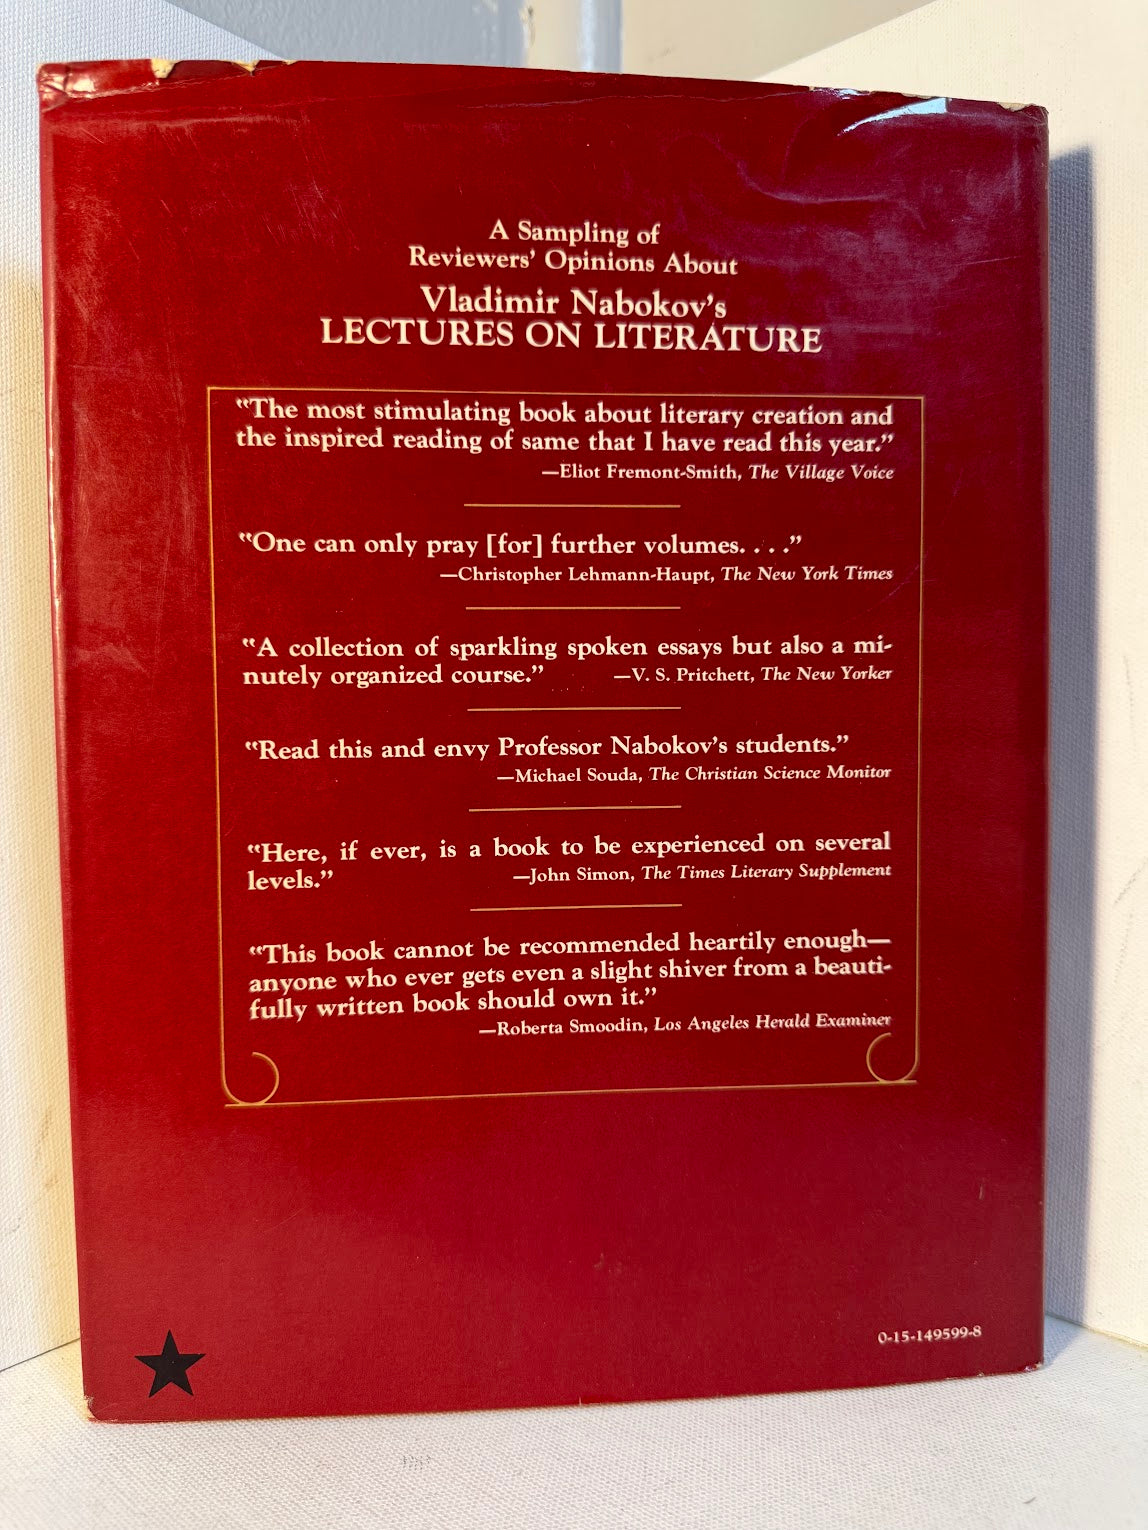 A Sampling of
Reviewers' Opinions About
Vladimir Nabokov's
LECTURES ON LITERATURE
"The most stimulating book about literary creation and
the inspired reading of same that I have read this year."
—Eliot Fremont-Smith, The Village Voice
"One can only pray [for] further volumes. . . ."
—Christopher Lehmann-Haupt, The New York Times
"A collection of sparkling spoken essays but also a mi-
nutely organized course." —V. S. Pritchett, The New Yorker
"Read this and envy Professor Nabokov's students."
—Michael Souda, The Christian Science Monitor
"Here, if ever, is a book to be experienced on several
levels." —John Simon, The Times Literary Supplement
"This book cannot be recommended heartily enough—
anyone who ever gets even a slight shiver from a beauti-
fully written book should own it."
—Roberta Smoodin, Los Angeles Herald Examiner
0-15-149599-8